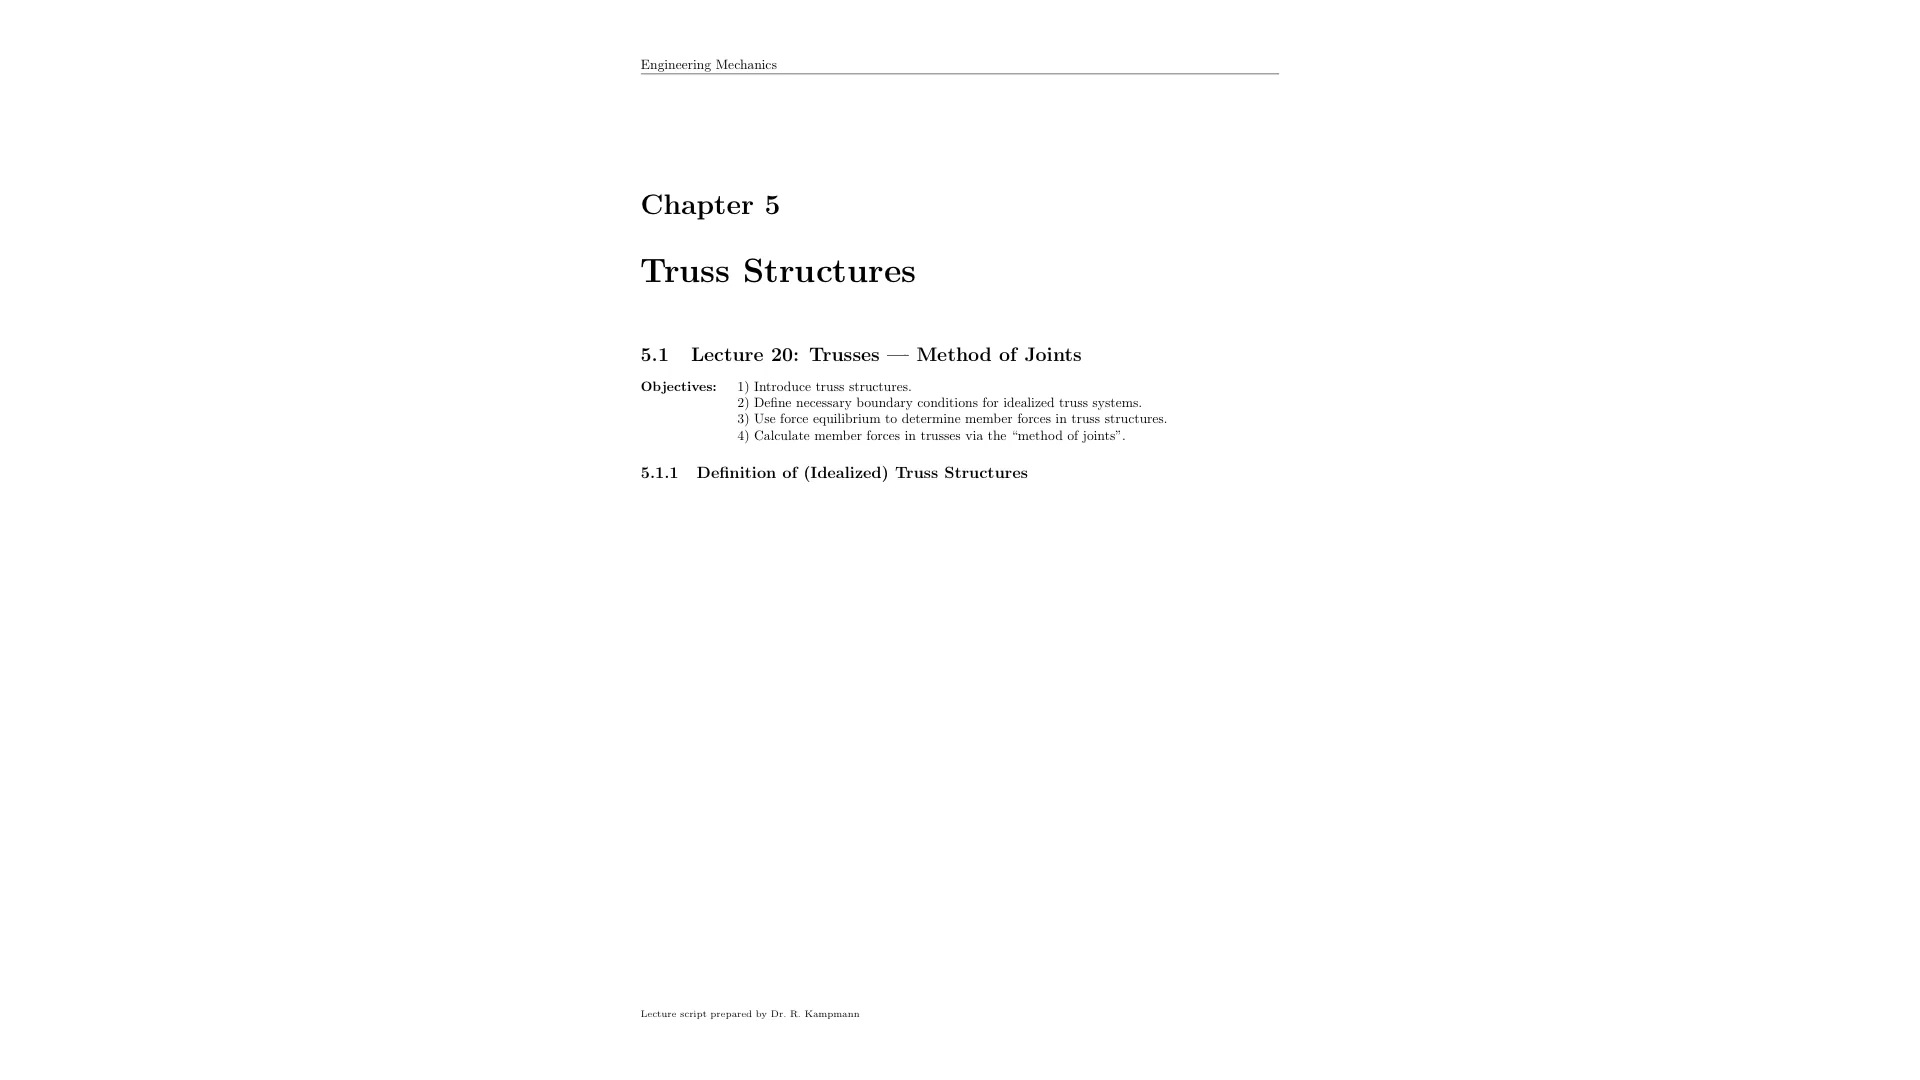 Engineering Mechanics
Chapter 5
Truss Structures
5.1 Lecture 20: Trusses — Method of Joints
Objectives: 1) Introduce truss structures.
2) Define necessary boundary conditions for idealized truss systems.
3) Use force equilibrium to determine member forces in truss structures.
4) Calculate member forces in trusses via the “method of joints”.
5.1.1 Definition of (Idealized) Truss Structures
Lecture script prepared by Dr. R. Kampmann